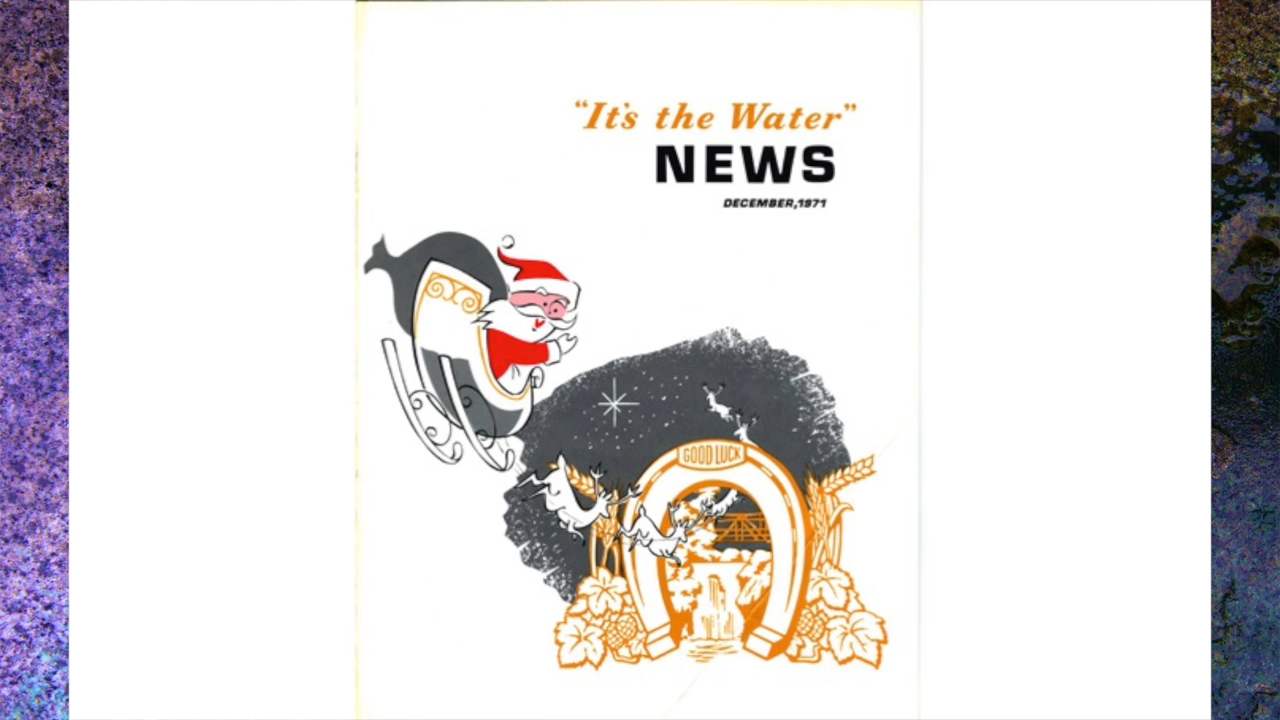 “It's the Water”
NEWS
DECEMBER,1971
GOOD LUCK